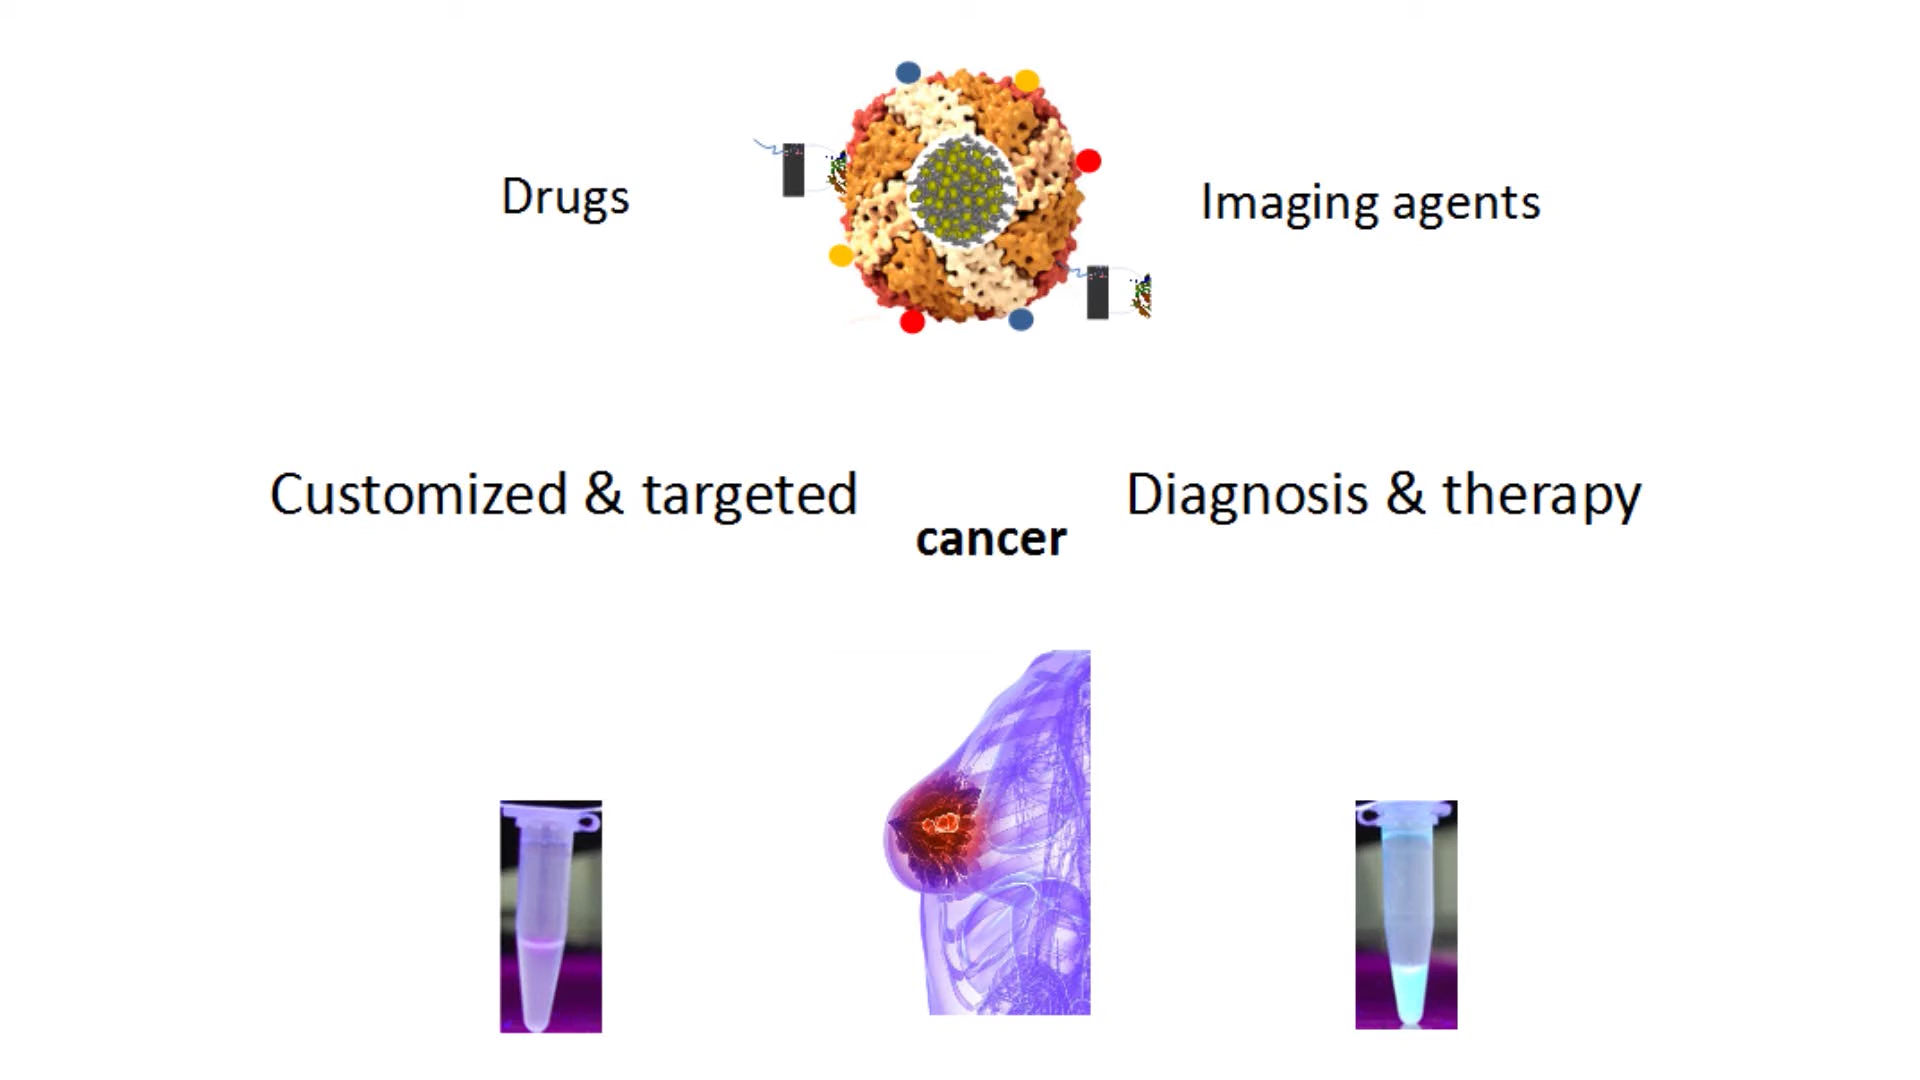 Drugs
Imaging agents
Customized & targeted
Diagnosis & therapy
cancer